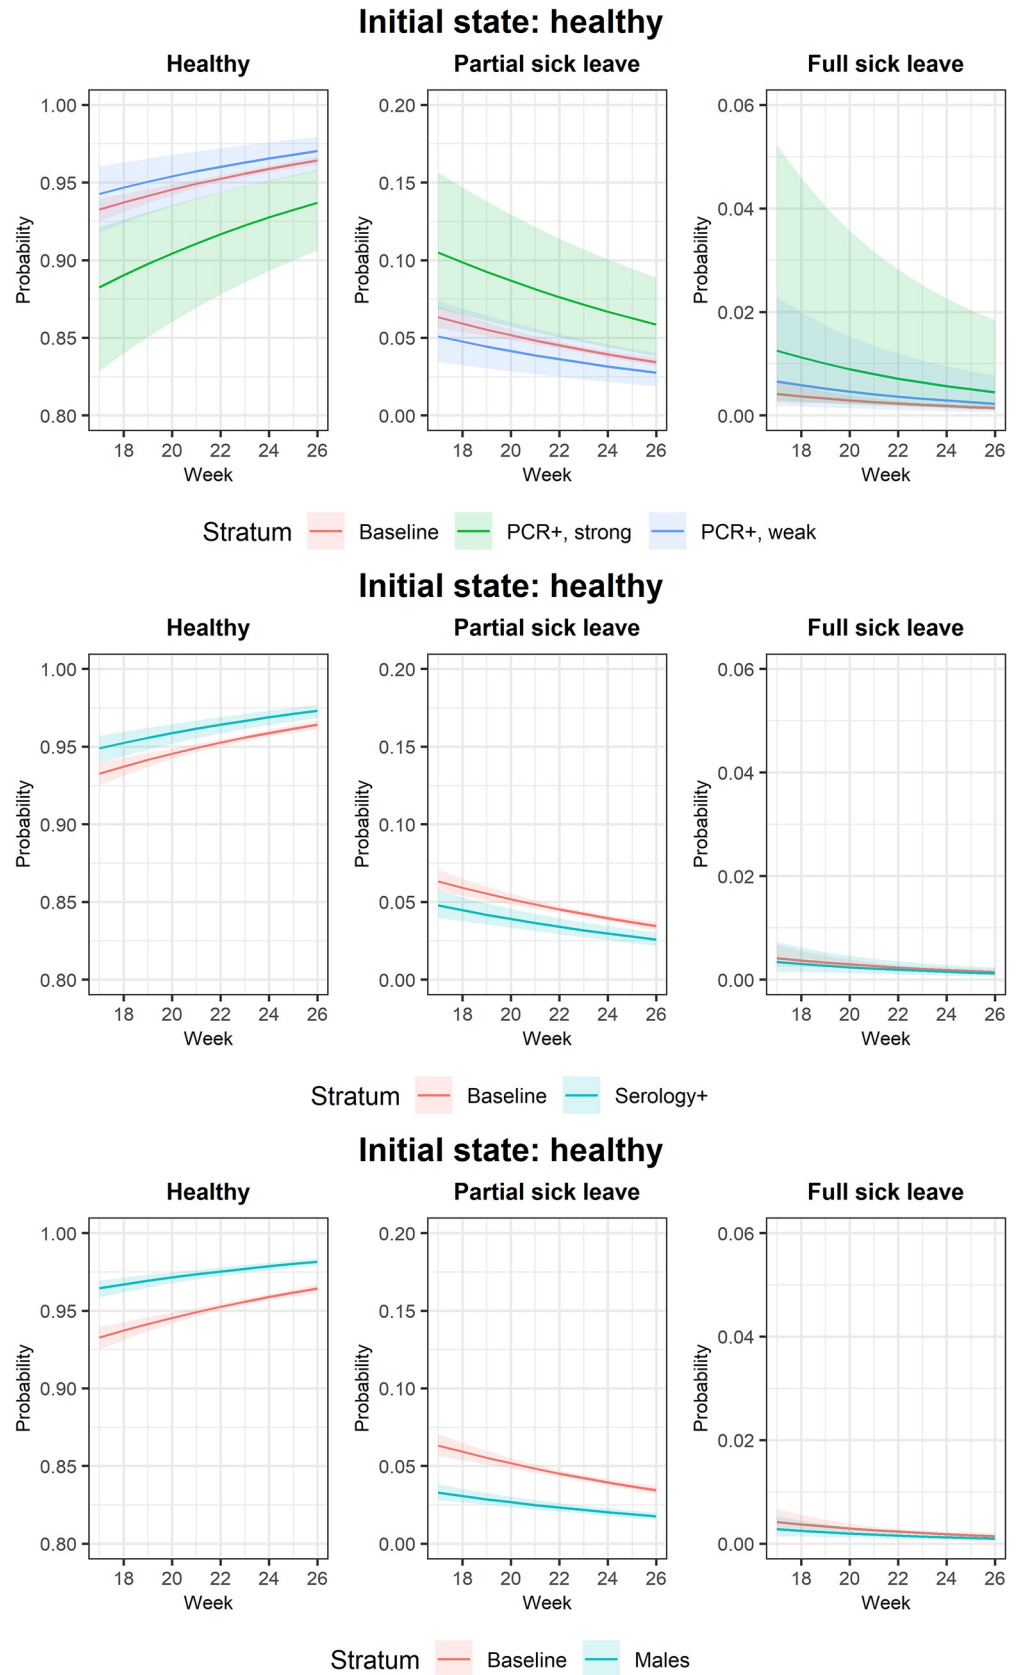 Initial state: healthy
Healthy Partial sick leave Full sick leave
1.00 0.20 0.06
0.95 0.15 0.04
0.90 0.10 0.02
0.85 0.05 0.00
0.80 0.00
Probability Probability Probability
18 20 22 24 26 18 20 22 24 26 18 20 22 24 26
Week Week Week
Stratum Baseline PCR+, strong PCR+, weak
Initial state: healthy
Healthy Partial sick leave Full sick leave
1.00 0.20 0.06
0.95 0.15 0.04
0.90 0.10 0.02
0.85 0.05 0.00
0.80 0.00
Probability Probability Probability
18 20 22 24 26 18 20 22 24 26 18 20 22 24 26
Week Week Week
Stratum Baseline Serology+
Initial state: healthy
Healthy Partial sick leave Full sick leave
1.00 0.20 0.06
0.95 0.15 0.04
0.90 0.10 0.02
0.85 0.05 0.00
0.80 0.00
Probability Probability Probability
18 20 22 24 26 18 20 22 24 26 18 20 22 24 26
Week Week Week
Stratum Baseline Males